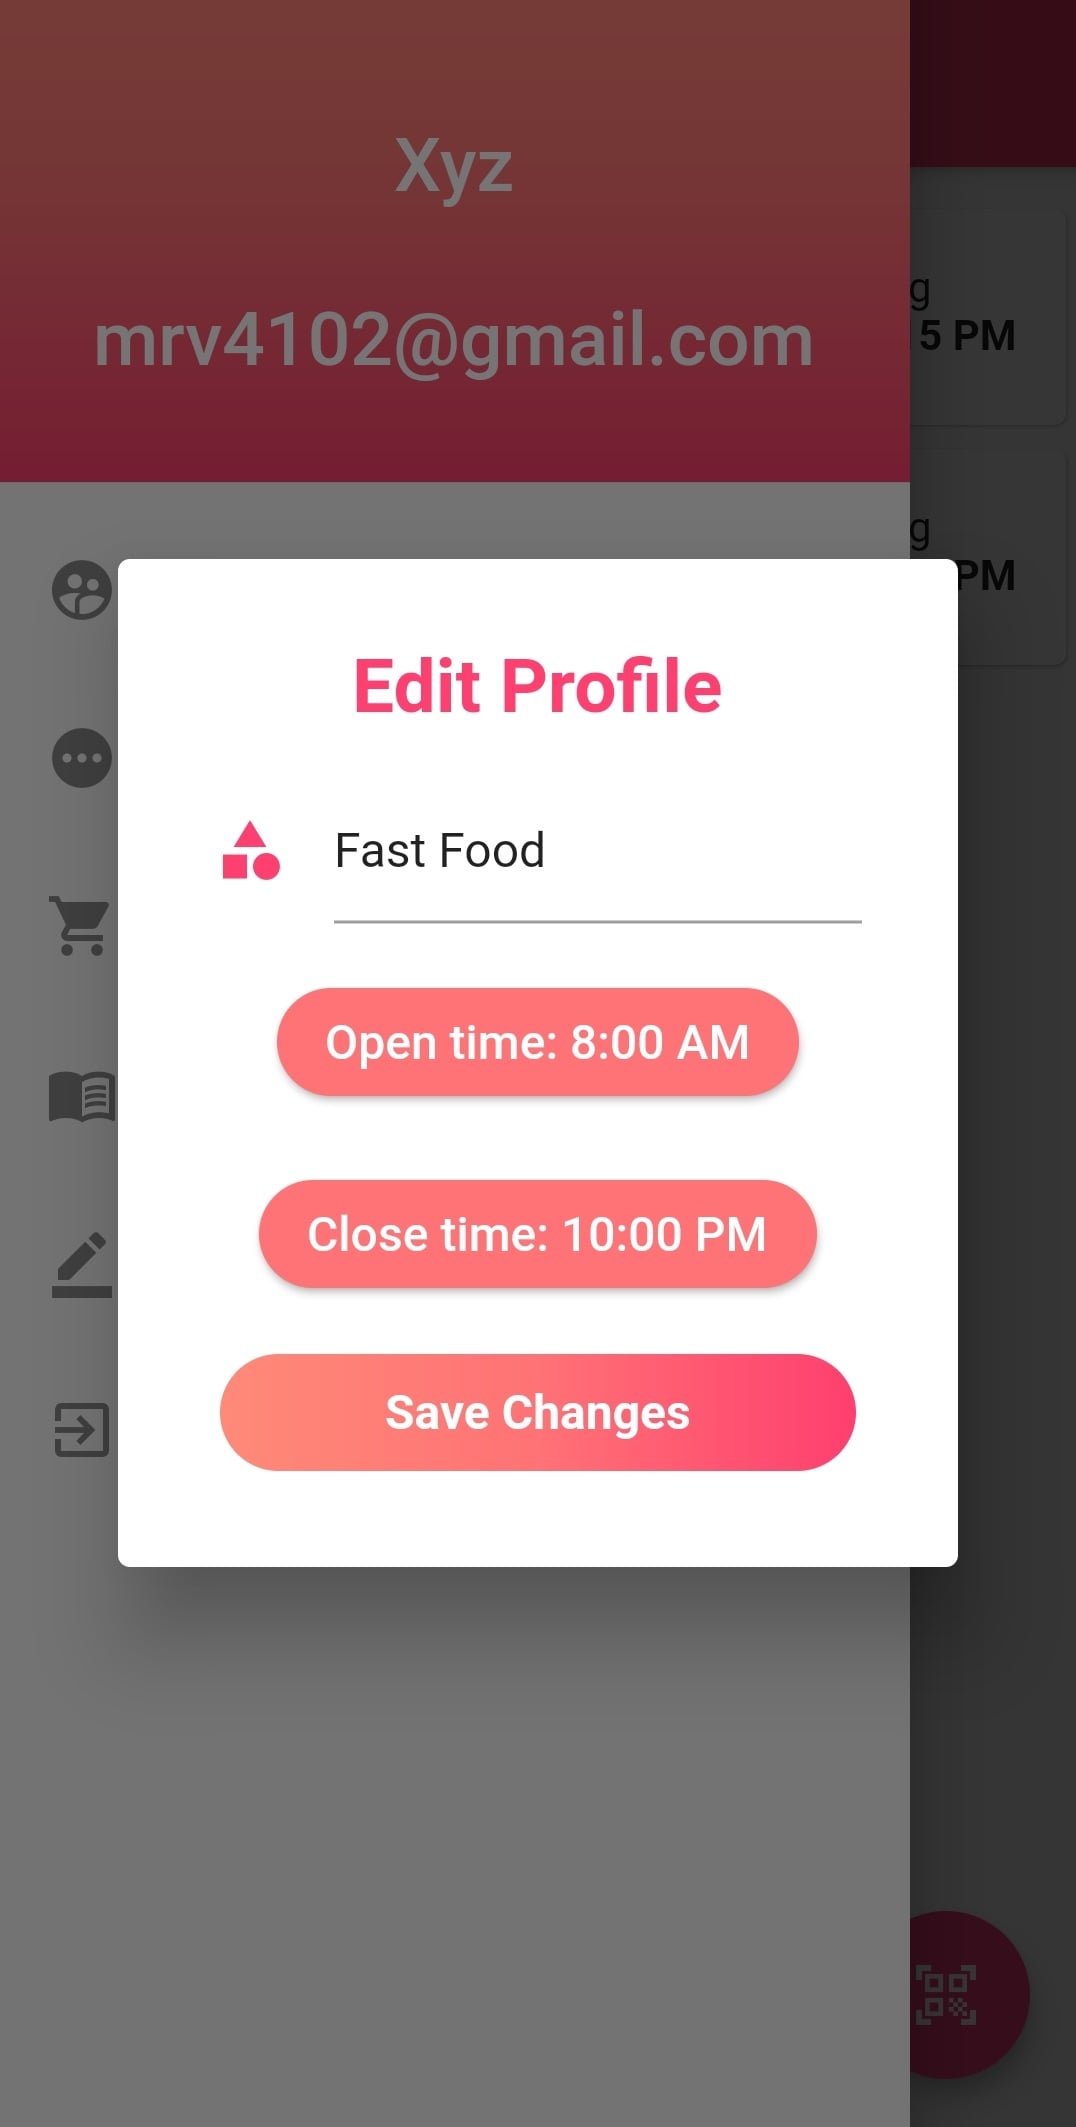 Xyz
mrv4102@gmail.com
g
5 PM
g
PM
Edit Profile
Fast Food
Open time: 8:00 AM
Close time: 10:00 PM
Save Changes